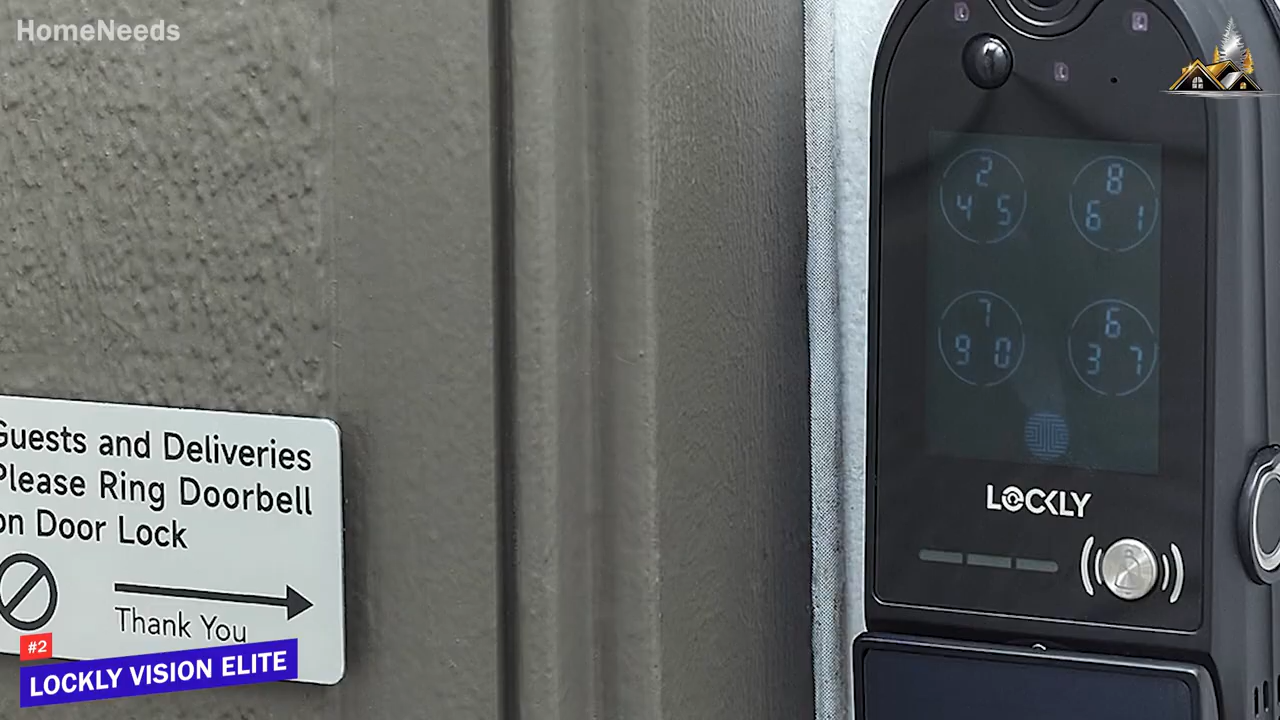 HomeNeeds
2
4 5
8
6 1
7
9 0
6
3 7
LOCKLY
Guests and Deliveries
Please Ring Doorbell
on Door Lock
Thank You
#2
LOCKLY VISION ELITE